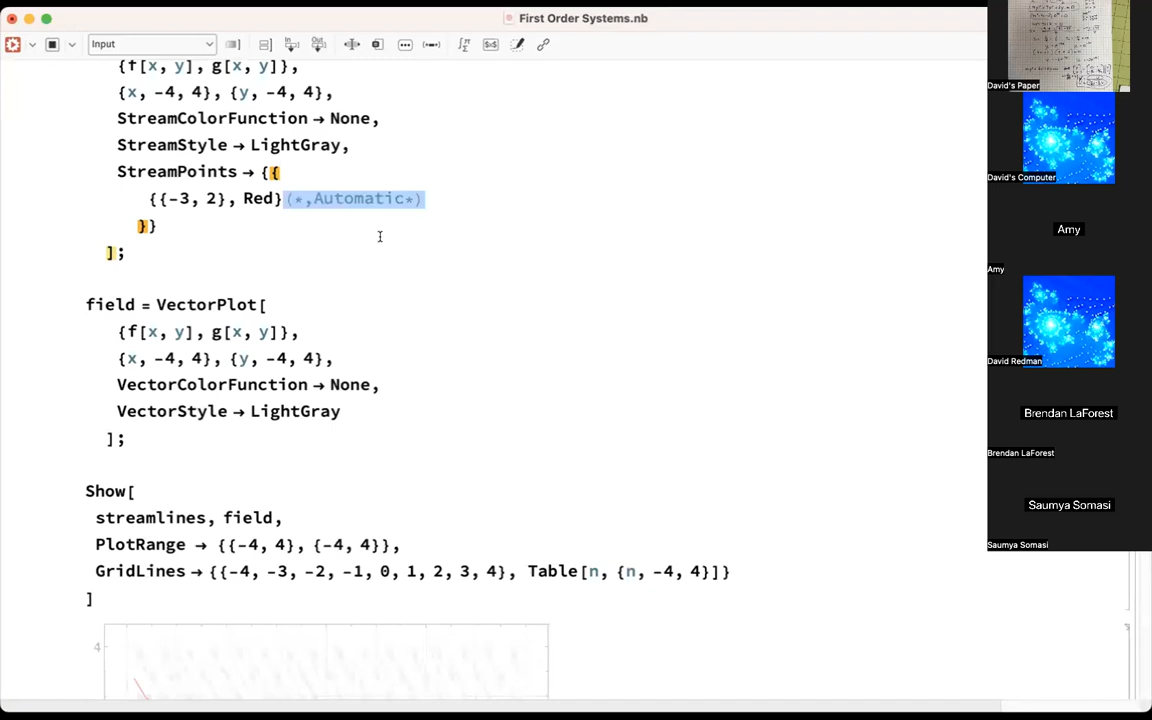 First Order Systems.nb
Input
{f[x, y], g[x, y]},
{x, -4, 4}, {y, -4, 4},
StreamColorFunction → None,
StreamStyle → LightGray,
StreamPoints → {{
{{-3, 2}, Red}(*,Automatic*)
}}
];
field = VectorPlot[
{f[x, y], g[x, y]},
{x, -4, 4}, {y, -4, 4},
VectorColorFunction → None,
VectorStyle → LightGray
];
Show[
streamlines, field,
PlotRange → {{-4, 4}, {-4, 4}},
GridLines → {{-4, -3, -2, -1, 0, 1, 2, 3, 4}, Table[n, {n, -4, 4}]}
]
4
David's Paper
David's Computer
Amy
Amy
David Redman
Brendan LaForest
Brendan LaForest
Saumya Somasi
Saumya Somasi